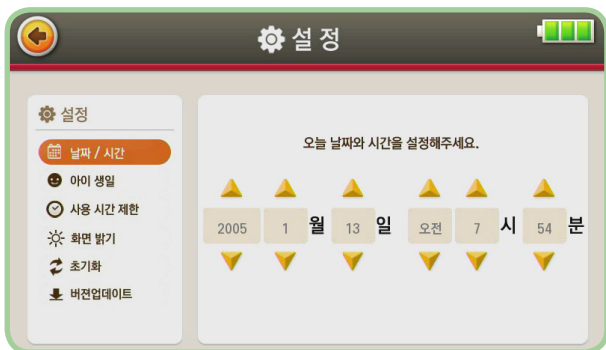 설정
설정
날짜 / 시간
아이 생일
사용 시간 제한
화면 밝기
초기화
버젼업데이트
오늘 날짜와 시간을 설정해주세요.
2005 1 월 13 일 오전 7 시 54 분